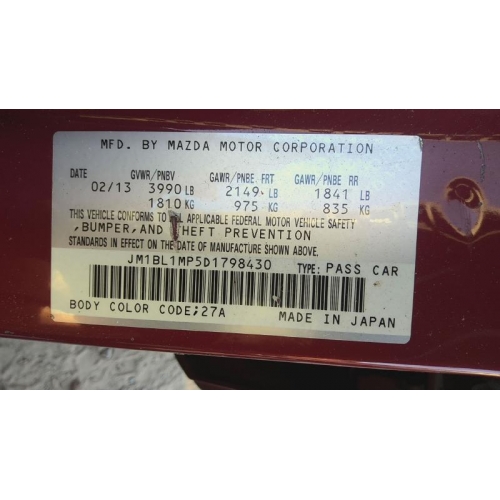 MFD. BY MAZDA MOTOR CORPORATION
DATE GVWR/PNBV GAWR/PNBE FRT GAWR/PNBE RR
02/13 3990 LB 2149 LB 1841 LB
1810 KG 975 KG 835 KG
THIS VEHICLE CONFORMS TO ALL APPLICABLE FEDERAL MOTOR VEHICLE SAFETY
,BUMPER,AND THEFT PREVENTION
STANDARDS IN EFFECT ON THE DATE OF MANUFACTURE SHOWN ABOVE.
JM1BL1MP5D1798430 TYPE: PASS CAR
BODY COLOR CODE;27A MADE IN JAPAN